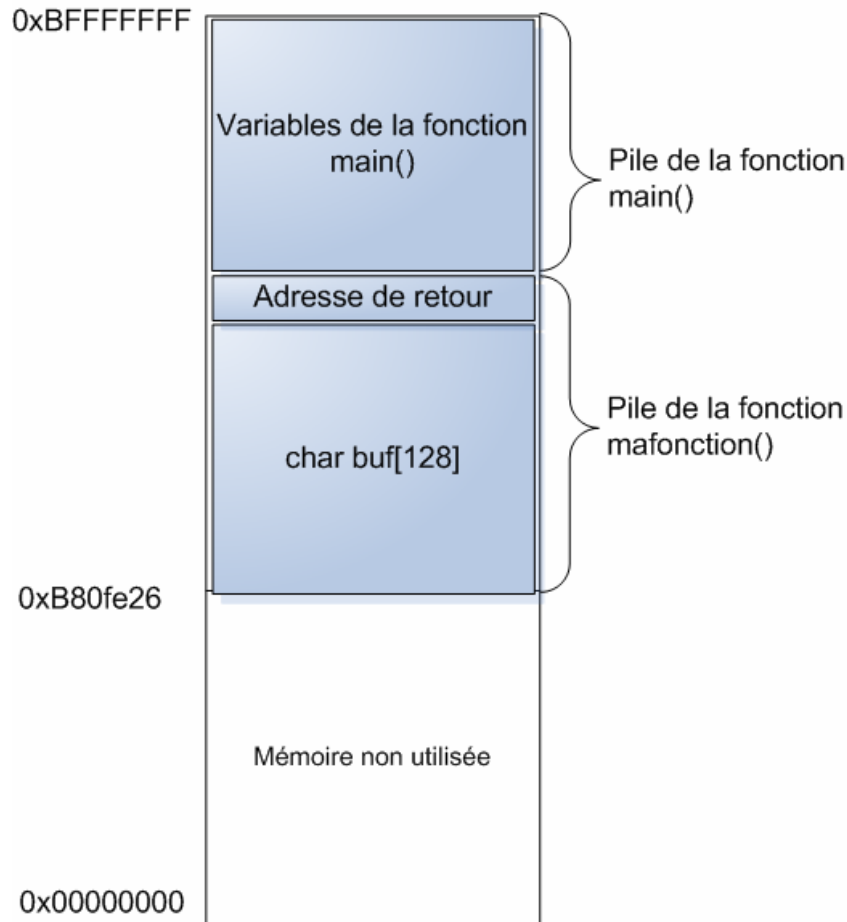 0xBFFFFFFF
Variables de la fonction
main()
Pile de la fonction
main()
Adresse de retour
char buf[128]
Pile de la fonction
mafonction()
0xB80fe26
Mémoire non utilisée
0x00000000